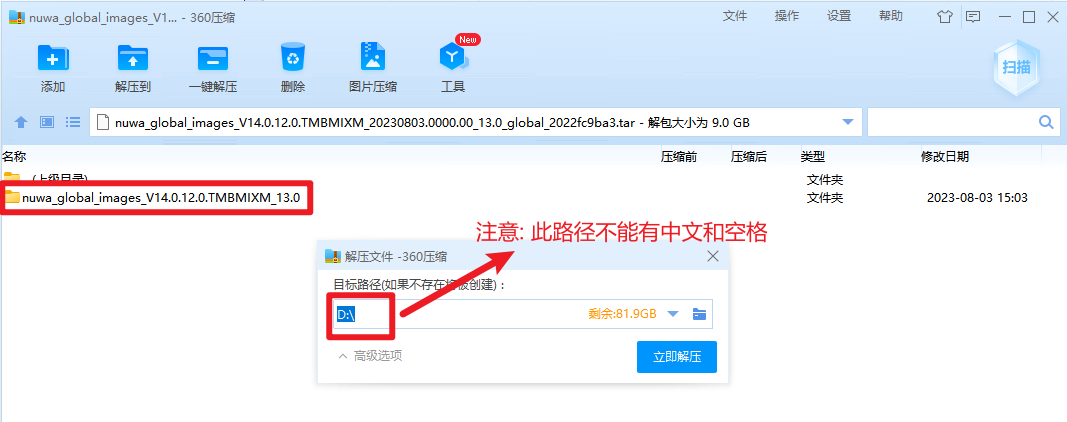 nuwa_global_images_V1... - 360压缩
文件 操作 设置 帮助
添加 解压到 一键解压 删除 图片压缩 工具 New 扫描
nuwa_global_images_V14.0.12.0.TMBMIXM_20230803.0000.00_13.0_global_2022fc9ba3.tar - 解包大小为 9.0 GB
名称 压缩前 压缩后 类型 修改日期
..(上级目录) 文件夹
nuwa_global_images_V14.0.12.0.TMBMIXM_13.0 文件夹 2023-08-03 15:03
注意: 此路径不能有中文和空格
解压文件 -360压缩
目标路径(如果不存在将被创建)：
D:\ 剩余:81.9GB
高级选项 立即解压